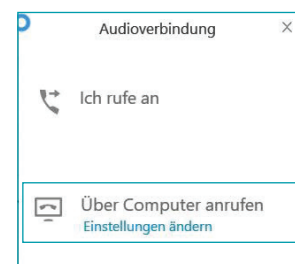 Audioverbindung
Ich rufe an
Über Computer anrufen
Einstellungen ändern